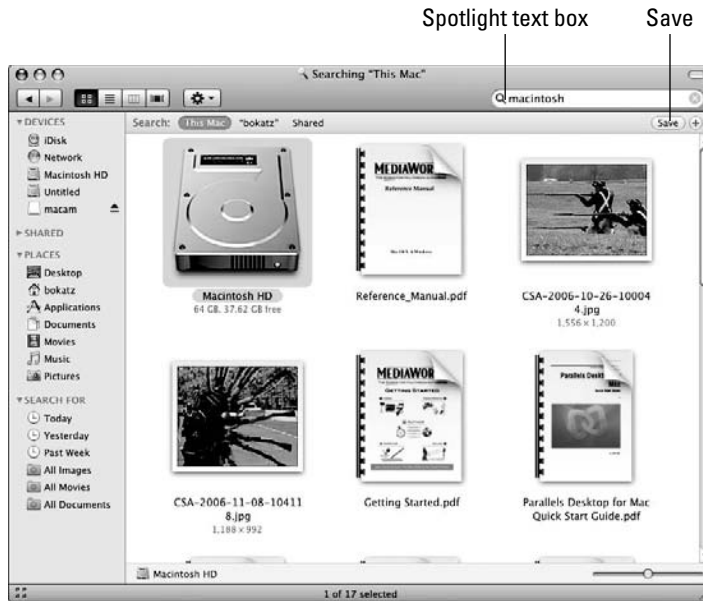 Spotlight text box Save
Searching "This Mac"
macintosh
Search: This Mac "bokatz" Shared Save
DEVICES
iDisk
Network
Macintosh HD
Untitled
macam
SHARED
PLACES
Desktop
bokatz
Applications
Documents
Movies
Music
Pictures
SEARCH FOR
Today
Yesterday
Past Week
All Images
All Movies
All Documents
MEDIAWOR
Reference Manual
Macintosh HD
64 GB, 37.62 GB free
Reference_Manual.pdf
CSA-2006-10-26-10004
4.jpg
1,556 × 1,200
MEDIAWOR
GETTING STARTED
Parallels Deskt
CSA-2006-11-08-10411
8.jpg
1,188 × 992
Getting Started.pdf
Parallels Desktop for Mac
Quick Start Guide.pdf
Macintosh HD
1 of 17 selected